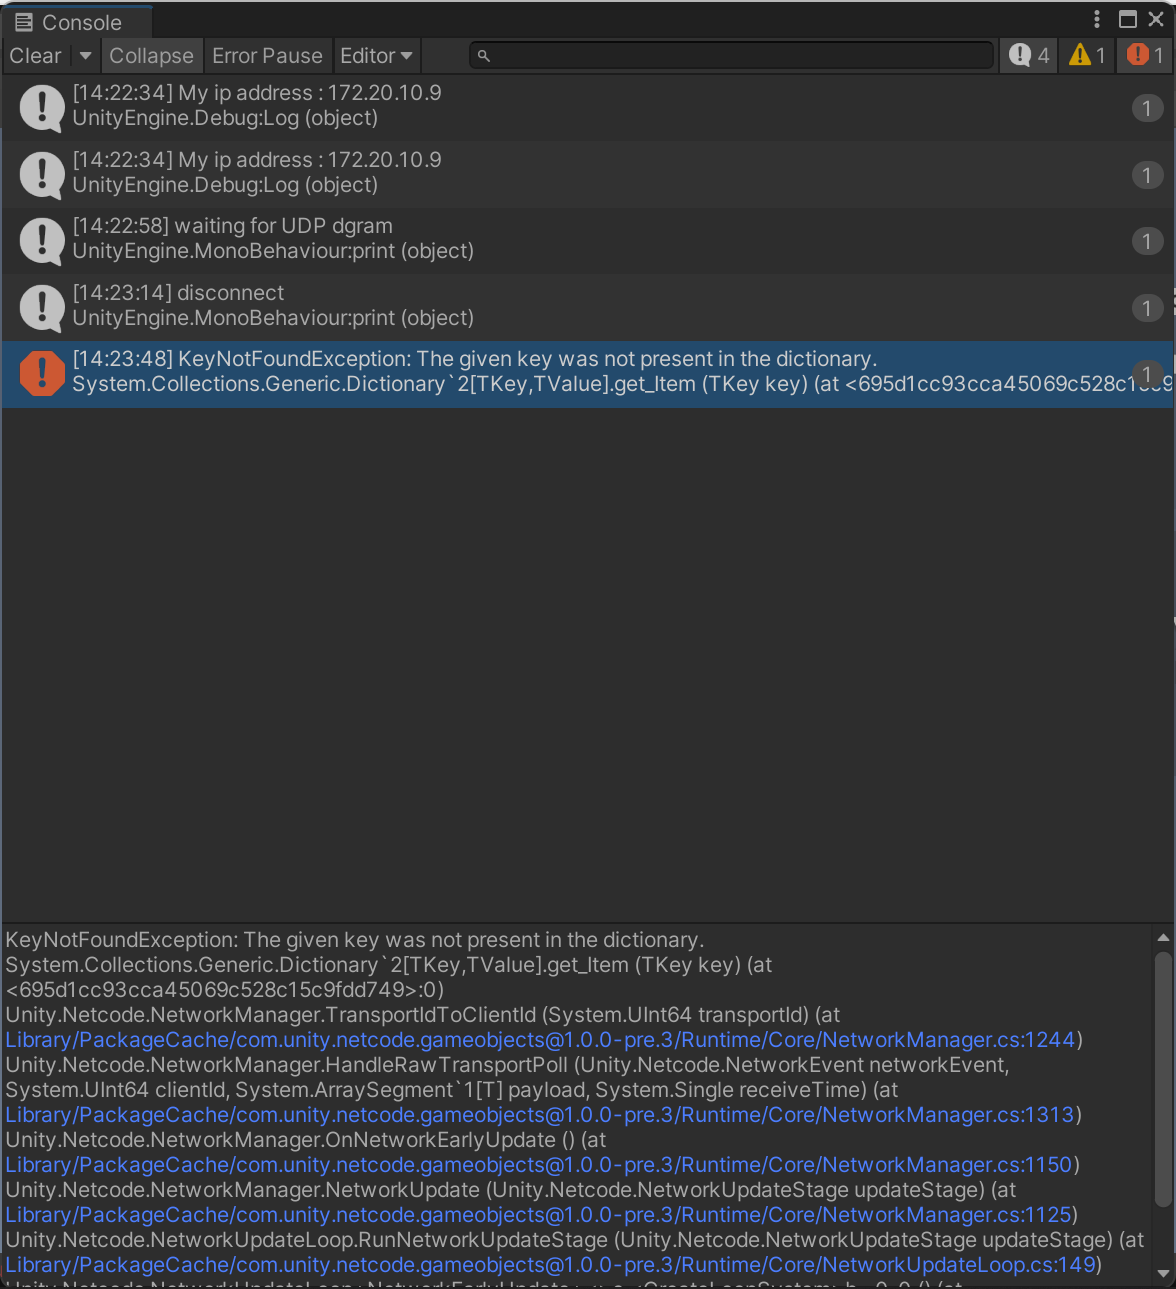 Console
Clear Collapse Error Pause Editor 4 1 1
[14:22:34] My ip address : 172.20.10.9
UnityEngine.Debug:Log (object)
1
[14:22:34] My ip address : 172.20.10.9
UnityEngine.Debug:Log (object)
1
[14:22:58] waiting for UDP dgram
UnityEngine.MonoBehaviour:print (object)
1
[14:23:14] disconnect
UnityEngine.MonoBehaviour:print (object)
1
[14:23:48] KeyNotFoundException: The given key was not present in the dictionary.
System.Collections.Generic.Dictionary`2[TKey,TValue].get_Item (TKey key) (at <695d1cc93cca45069c528c15c9
1
KeyNotFoundException: The given key was not present in the dictionary.
System.Collections.Generic.Dictionary`2[TKey,TValue].get_Item (TKey key) (at
<695d1cc93cca45069c528c15c9fdd749>:0)
Unity.Netcode.NetworkManager.TransportIdToClientId (System.UInt64 transportId) (at
Library/PackageCache/com.unity.netcode.gameobjects@1.0.0-pre.3/Runtime/Core/NetworkManager.cs:1244)
Unity.Netcode.NetworkManager.HandleRawTransportPoll (Unity.Netcode.NetworkEvent networkEvent,
System.UInt64 clientId, System.ArraySegment`1[T] payload, System.Single receiveTime) (at
Library/PackageCache/com.unity.netcode.gameobjects@1.0.0-pre.3/Runtime/Core/NetworkManager.cs:1313)
Unity.Netcode.NetworkManager.OnNetworkEarlyUpdate () (at
Library/PackageCache/com.unity.netcode.gameobjects@1.0.0-pre.3/Runtime/Core/NetworkManager.cs:1150)
Unity.Netcode.NetworkManager.NetworkUpdate (Unity.Netcode.NetworkUpdateStage updateStage) (at
Library/PackageCache/com.unity.netcode.gameobjects@1.0.0-pre.3/Runtime/Core/NetworkManager.cs:1125)
Unity.Netcode.NetworkUpdateLoop.RunNetworkUpdateStage (Unity.Netcode.NetworkUpdateStage updateStage) (at
Library/PackageCache/com.unity.netcode.gameobjects@1.0.0-pre.3/Runtime/Core/NetworkUpdateLoop.cs:149)